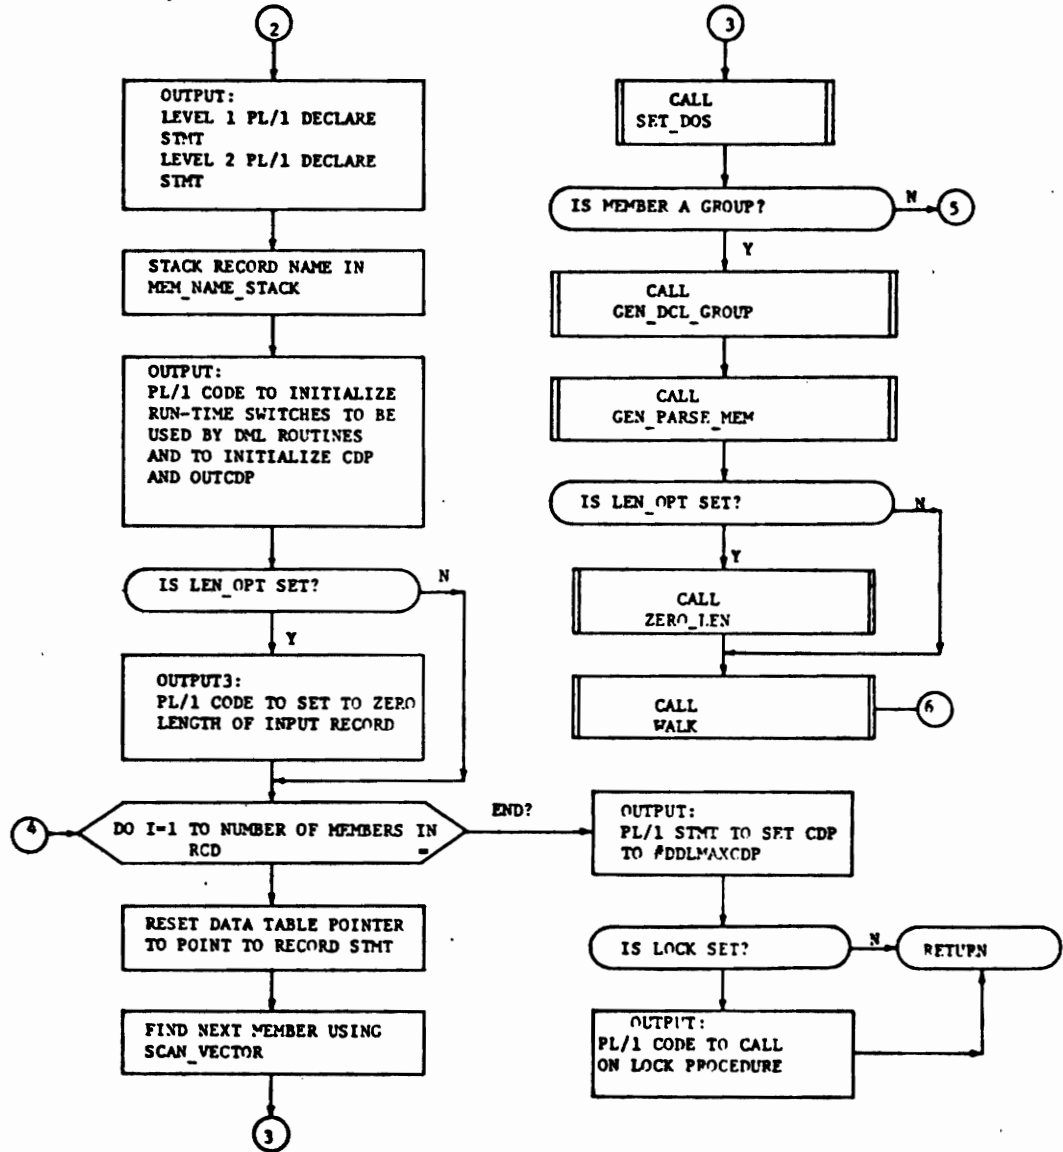 2
OUTPUT:
LEVEL 1 PL/1 DECLARE
STMT
LEVEL 2 PL/1 DECLARE
STMT
STACK RECORD NAME IN
MEM_NAME_STACK
OUTPUT:
PL/1 CODE TO INITIALIZE
RUN-TIME SWITCHES TO BE
USED BY DML ROUTINES
AND TO INITIALIZE CDP
AND OUTCDP
IS LEN_OPT SET?
N
Y
OUTPUT3:
PL/1 CODE TO SET TO ZERO
LENGTH OF INPUT RECORD
4
DO I=1 TO NUMBER OF MEMBERS IN
RCD
END?
RESET DATA TABLE POINTER
TO POINT TO RECORD STMT
FIND NEXT MEMBER USING
SCAN_VECTOR
3
3
CALL
SET_DOS
IS MEMBER A GROUP?
N
5
Y
CALL
GEN_DCL_GROUP
CALL
GEN_PARSE_MEM
IS LEN_OPT SET?
N
Y
CALL
ZERO_LEN
CALL
WALK
6
OUTPUT:
PL/1 STMT TO SET CDP
TO #DDLMAXCDP
IS LOCK SET?
N
RETURN
OUTPUT:
PL/1 CODE TO CALL
ON LOCK PROCEDURE